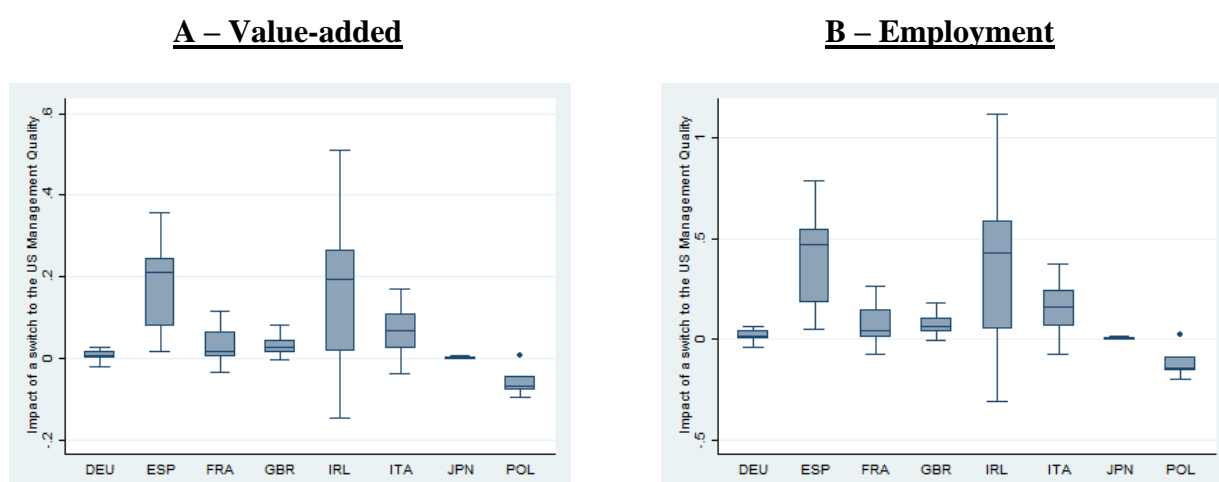 A – Value-added
B – Employment
Impact of a switch to the US Management Quality
.6
.4
.2
0
-.2
DEU ESP FRA GBR IRL ITA JPN POL
Impact of a switch to the US Management Quality
1
.5
0
-.5
DEU ESP FRA GBR IRL ITA JPN POL